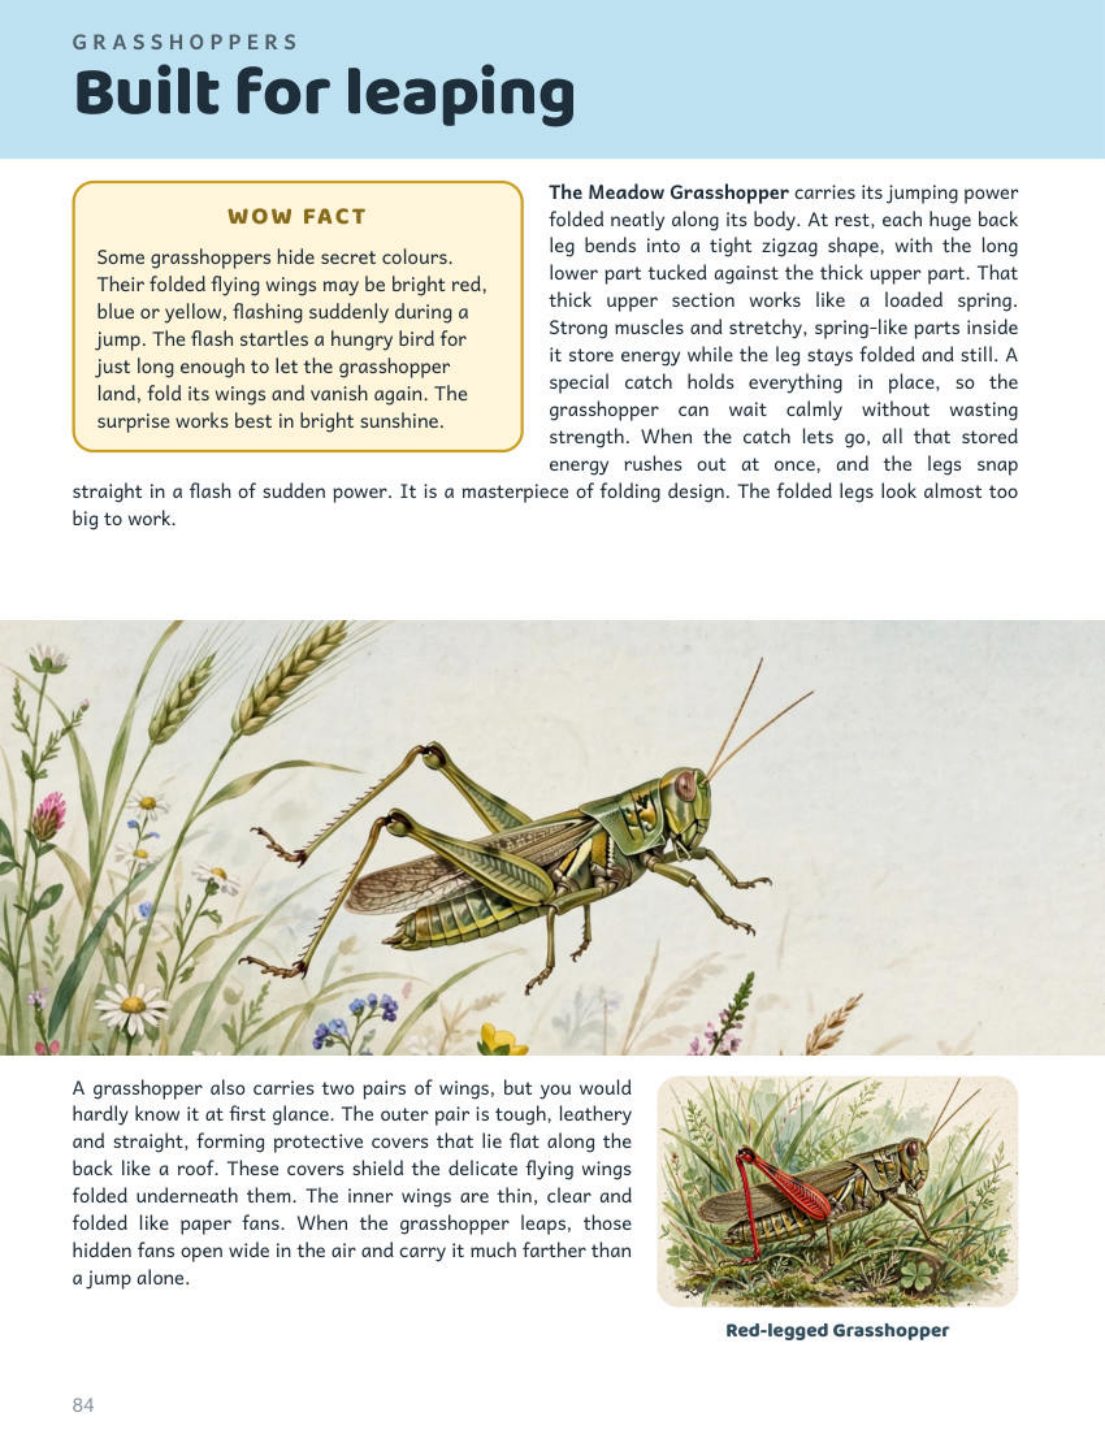 GRASSHOPPERS
Built for leaping
WOW FACT
Some grasshoppers hide secret colours.
Their folded flying wings may be bright red,
blue or yellow, flashing suddenly during a
jump. The flash startles a hungry bird for
just long enough to let the grasshopper
land, fold its wings and vanish again. The
surprise works best in bright sunshine.
The Meadow Grasshopper carries its jumping power
folded neatly along its body. At rest, each huge back
leg bends into a tight zigzag shape, with the long
lower part tucked against the thick upper part. That
thick upper section works like a loaded spring.
Strong muscles and stretchy, spring-like parts inside
it store energy while the leg stays folded and still. A
special catch holds everything in place, so the
grasshopper can wait calmly without wasting
strength. When the catch lets go, all that stored
energy rushes out at once, and the legs snap
straight in a flash of sudden power. It is a masterpiece of folding design. The folded legs look almost too
big to work.
A grasshopper also carries two pairs of wings, but you would
hardly know it at first glance. The outer pair is tough, leathery
and straight, forming protective covers that lie flat along the
back like a roof. These covers shield the delicate flying wings
folded underneath them. The inner wings are thin, clear and
folded like paper fans. When the grasshopper leaps, those
hidden fans open wide in the air and carry it much farther than
a jump alone.
Red-legged Grasshopper
84